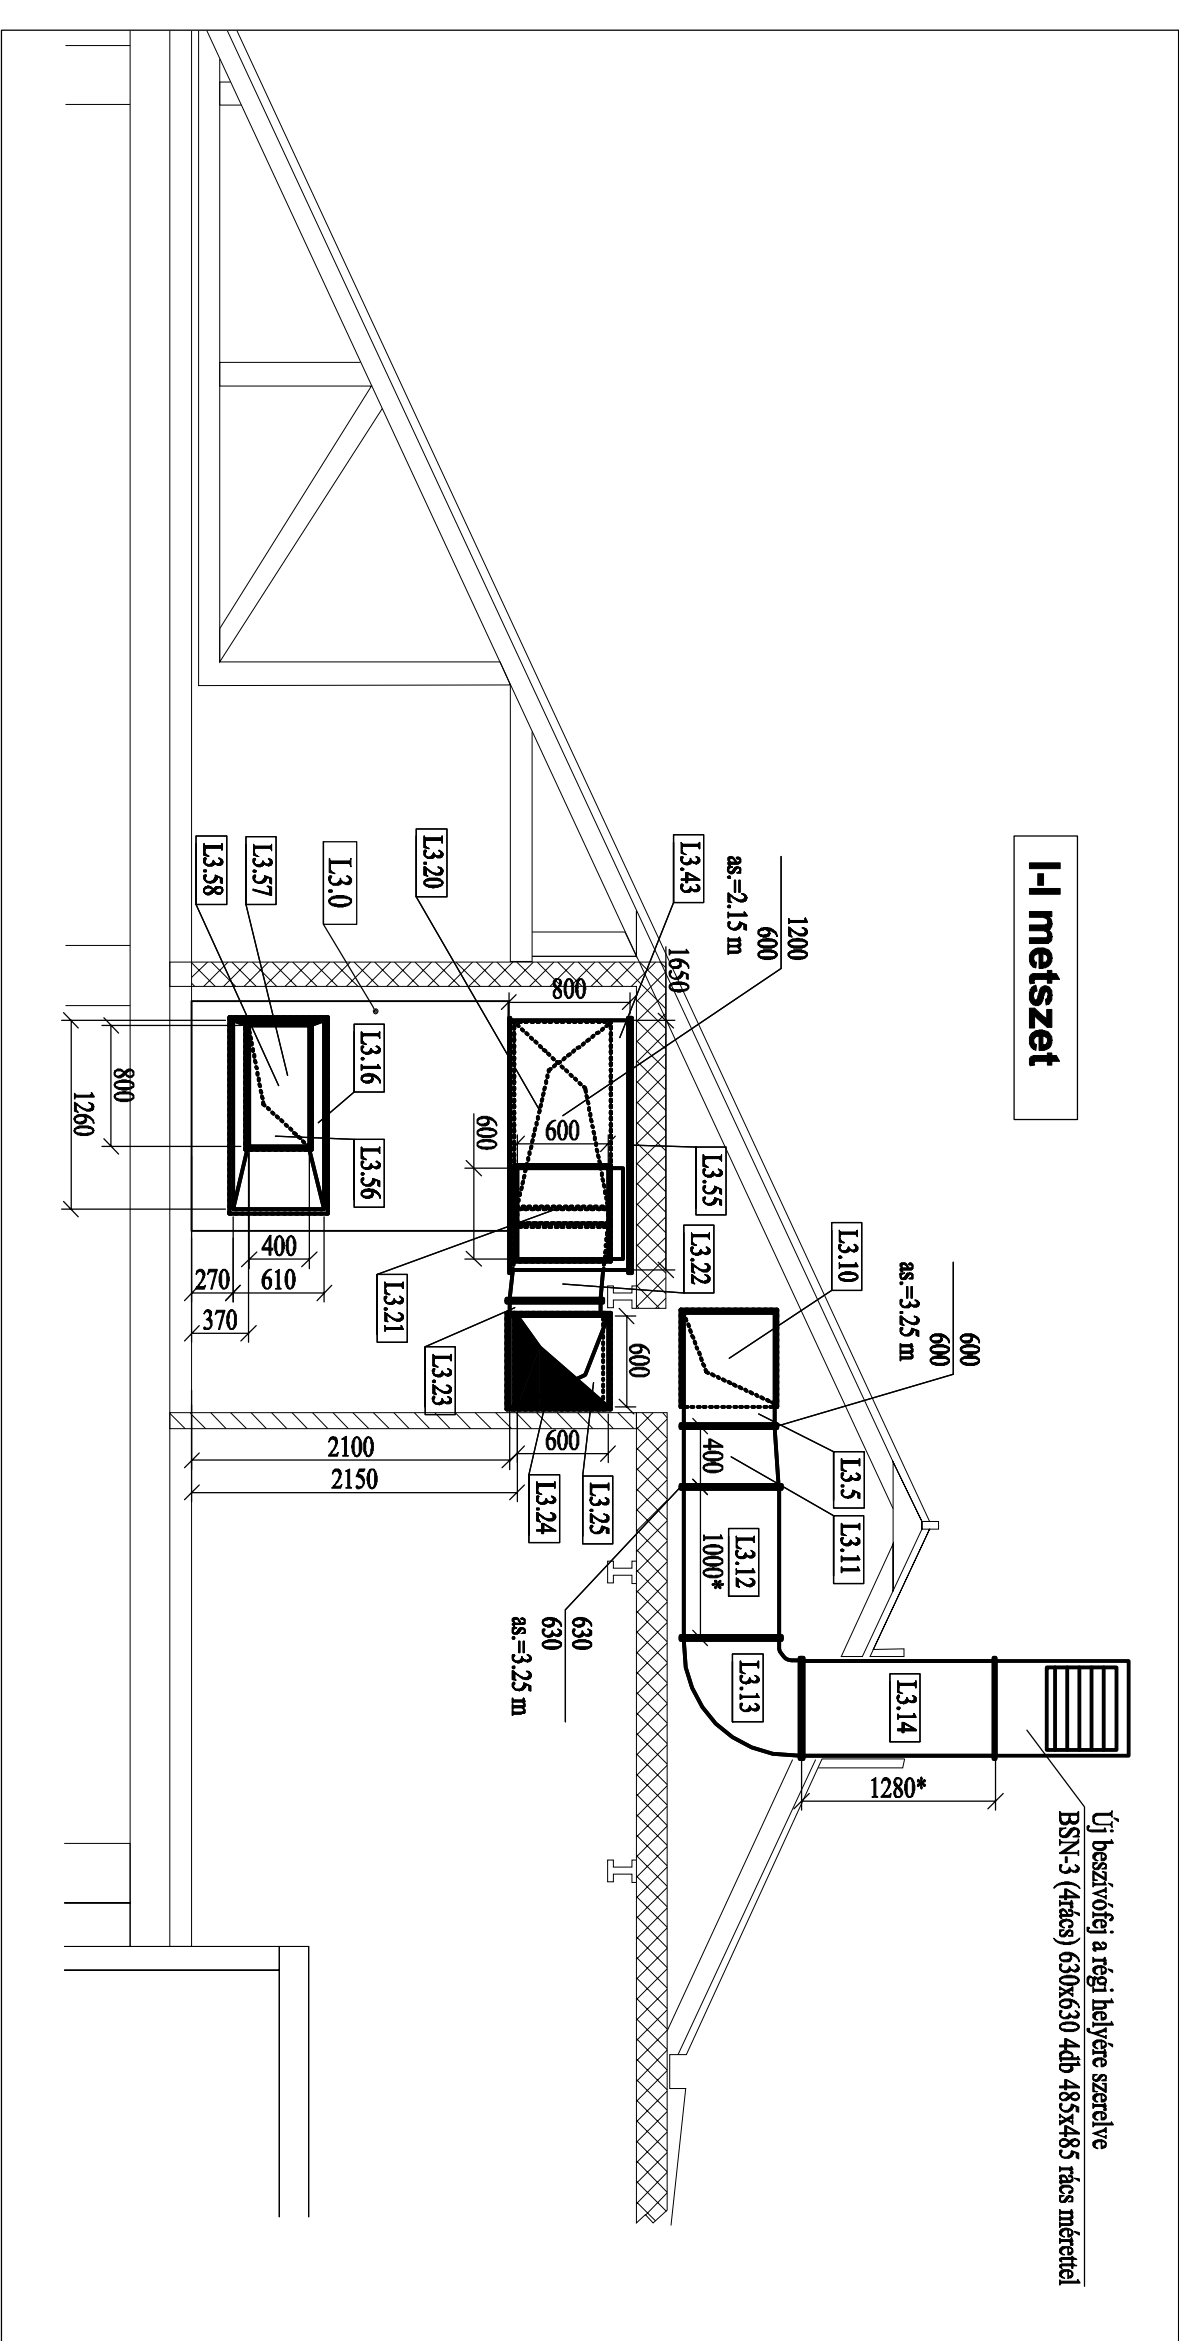 I-I metszet
Új beszívófej a régi helyére szerelve
BSN-3 (4rács) 630x630 4db 485x485 rács mérettel
L3.14
1280*
L3.13
L3.12
1000*
L3.5
L3.11
400
L3.10
600
600
as.=3.25 m
630
630
as.=3.25 m
1200
600
as.=2.15 m
1650
L3.43
L3.55
L3.22
800
600
600
600
600
L3.20
L3.21
L3.23
L3.24
L3.25
2100
2150
L3.0
L3.57
L3.58
L3.16
L3.56
800
1260
400
270
610
370